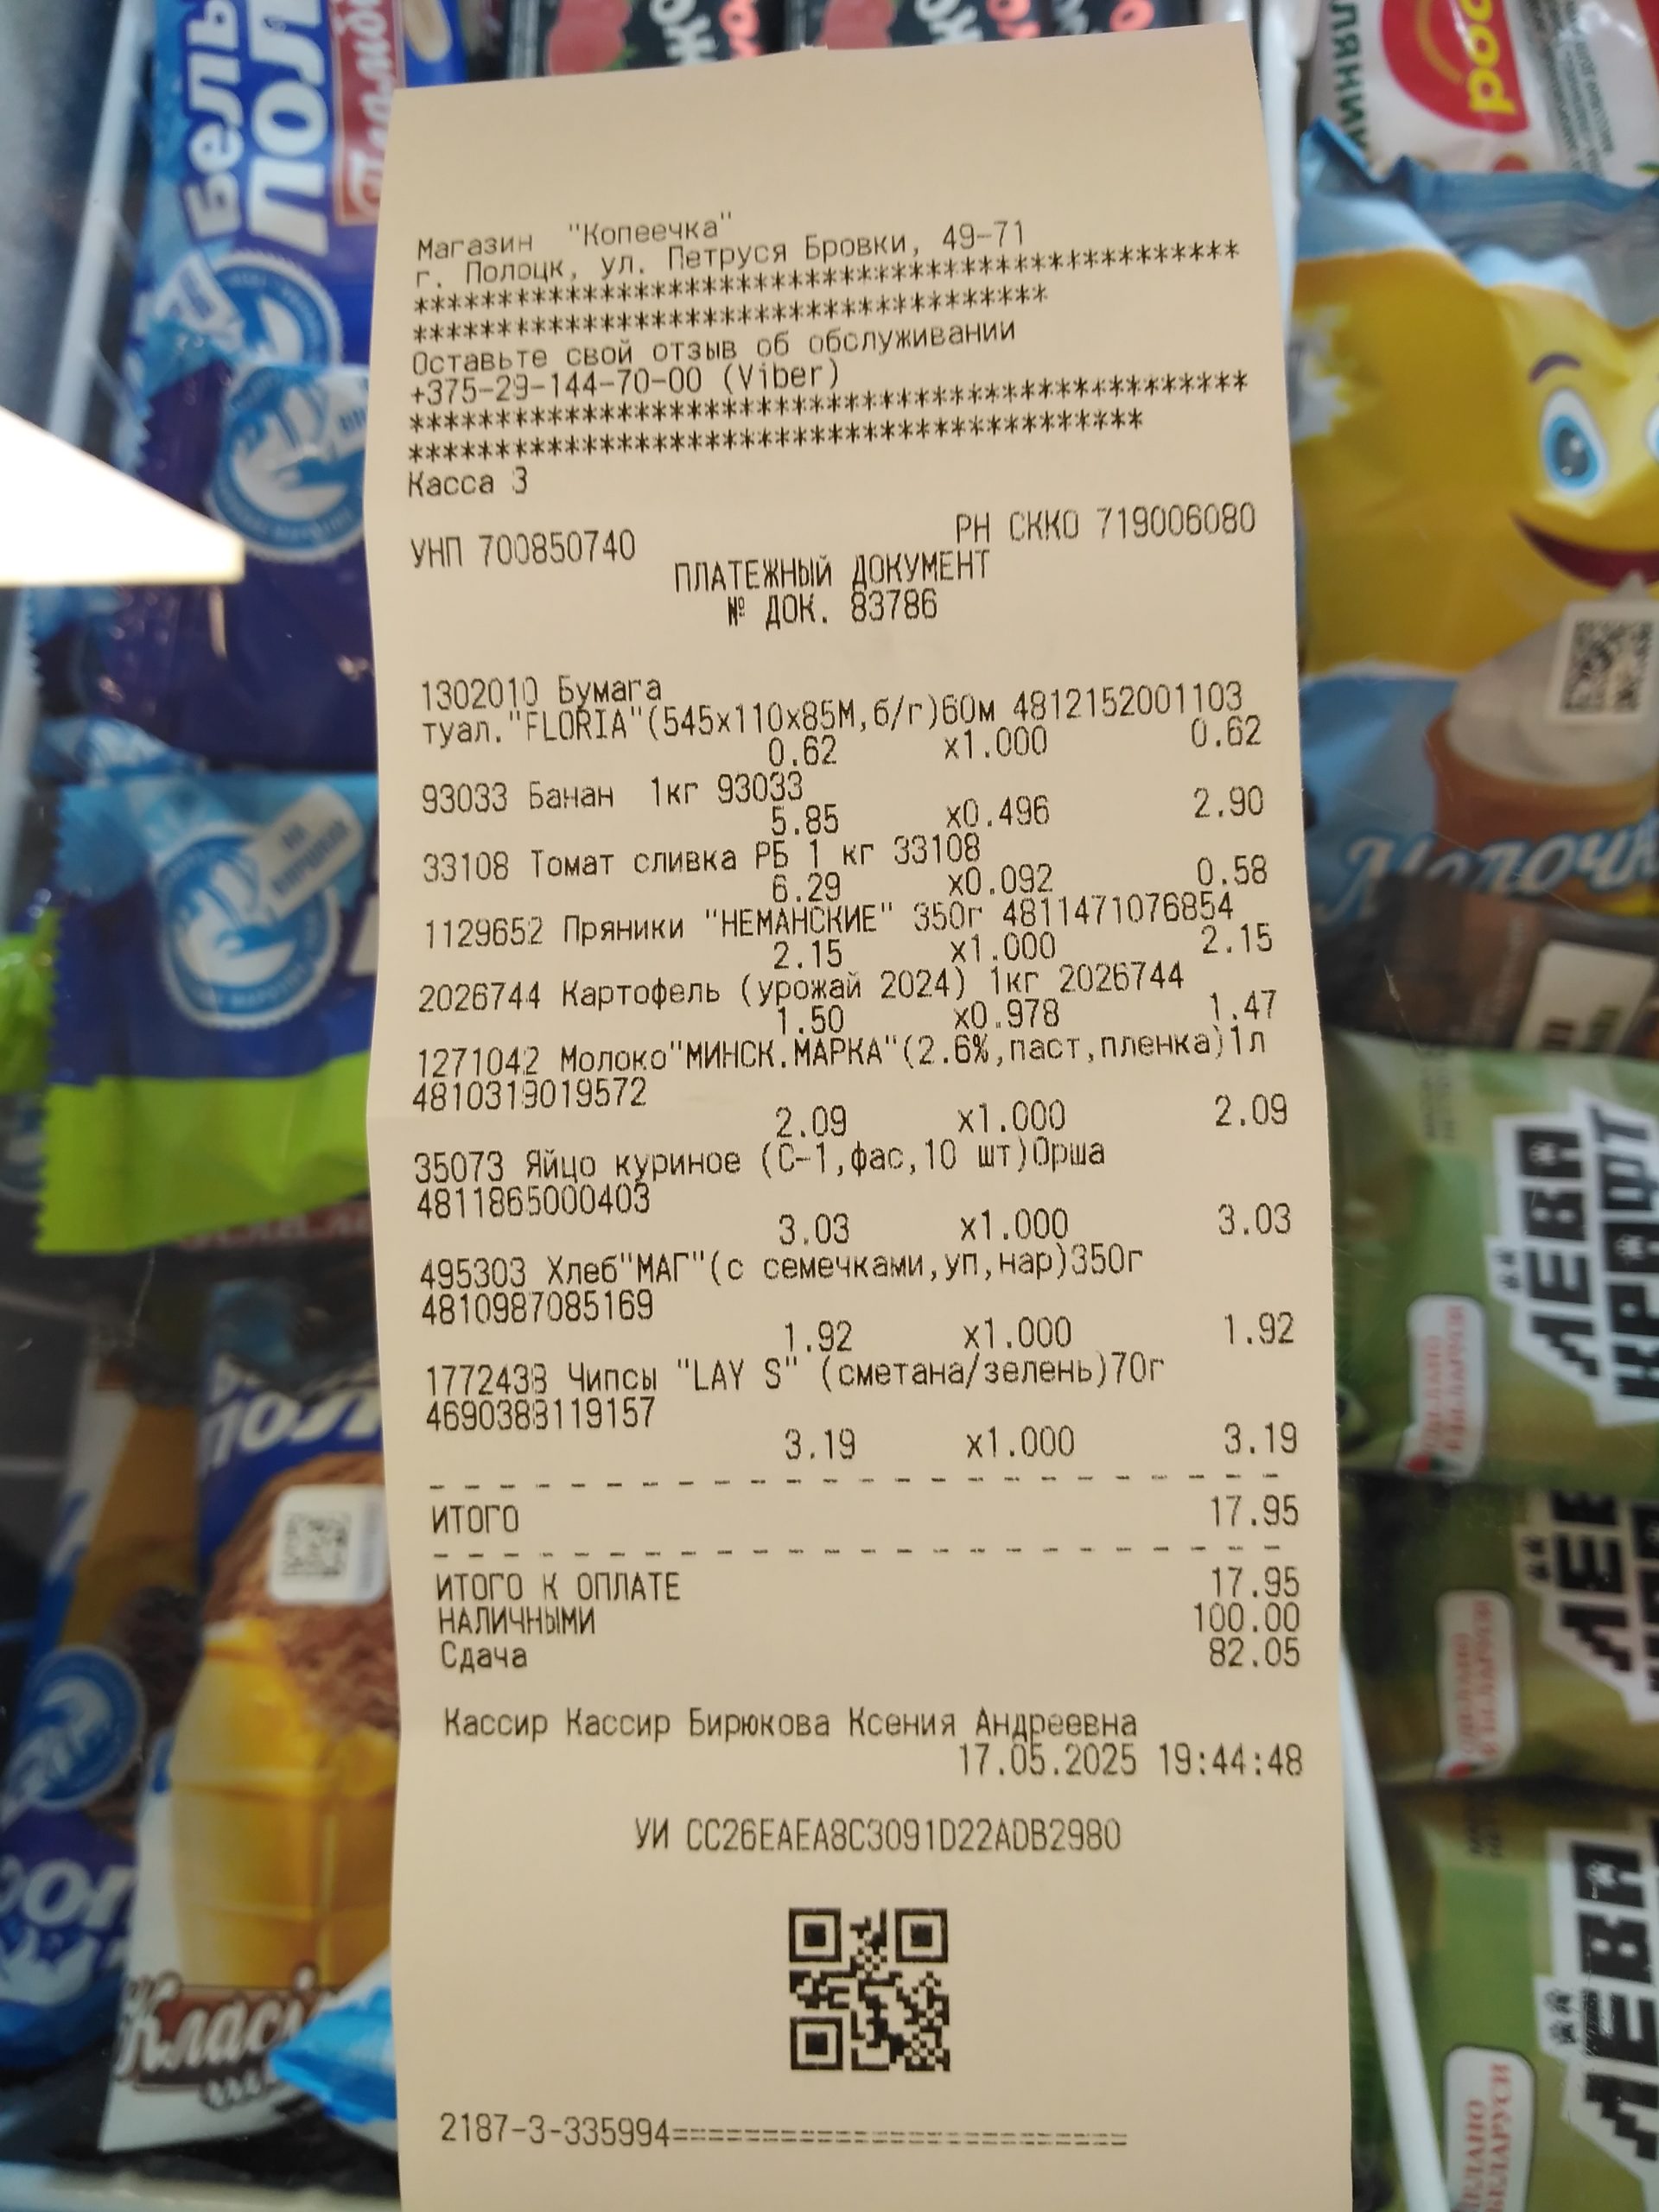 Магазин "Копеечка"
г. Полоцк, ул. Петруся Бровки, 49-71
****************************************
*******************************
Оставьте свой отзыв об обслуживании
+375-29-144-70-00 (Viber)
****************************************
***********************************
Касса 3
УНП 700850740 РН СККО 719006080
ПЛАТЕЖНЫЙ ДОКУМЕНТ
№ ДОК. 83786
1302010 Бумага
туал."FLORIA"(545х110х85М,б/г)60м 4812152001103
0.62 x1.000 0.62
93033 Банан 1кг 93033
5.85 x0.496 2.90
33108 Томат сливка РБ 1 кг 33108
6.29 x0.092 0.58
1129652 Пряники "НЕМАНСКИЕ" 350г 4811471076854
2.15 x1.000 2.15
2026744 Картофель (урожай 2024) 1кг 2026744
1.50 x0.978 1.47
1271042 Молоко"МИНСК.МАРКА"(2.6%,паст,пленка)1л
4810319019572
2.09 x1.000 2.09
35073 Яйцо куриное (С-1,фас,10 шт)Орша
4811865000403
3.03 x1.000 3.03
495303 Хлеб"МАГ"(с семечками,уп,нар)350г
4810987085169
1.92 x1.000 1.92
1772438 Чипсы "LAY S" (сметана/зелень)70г
4690388119157
3.19 x1.000 3.19
ИТОГО 17.95
ИТОГО К ОПЛАТЕ 17.95
НАЛИЧНЫМИ 100.00
Сдача 82.05
Кассир Кассир Бирюкова Ксения Андреевна
17.05.2025 19:44:48
УИ CC26EAEA8C3091D22ADB2980
2187-3-335994==========================
ЛЕВА
КРАФТ
СДЕЛАНО
В БЕЛАРУСИ